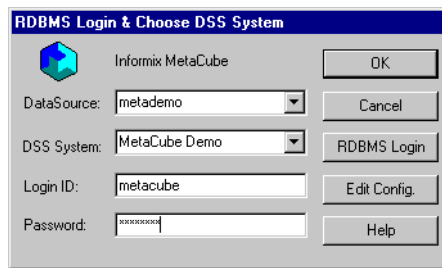 RDBMS Login & Choose DSS System
Informix MetaCube
OK
DataSource: metademo
Cancel
DSS System: MetaCube Demo
RDBMS Login
Login ID: metacube
Edit Config.
Password: ********
Help